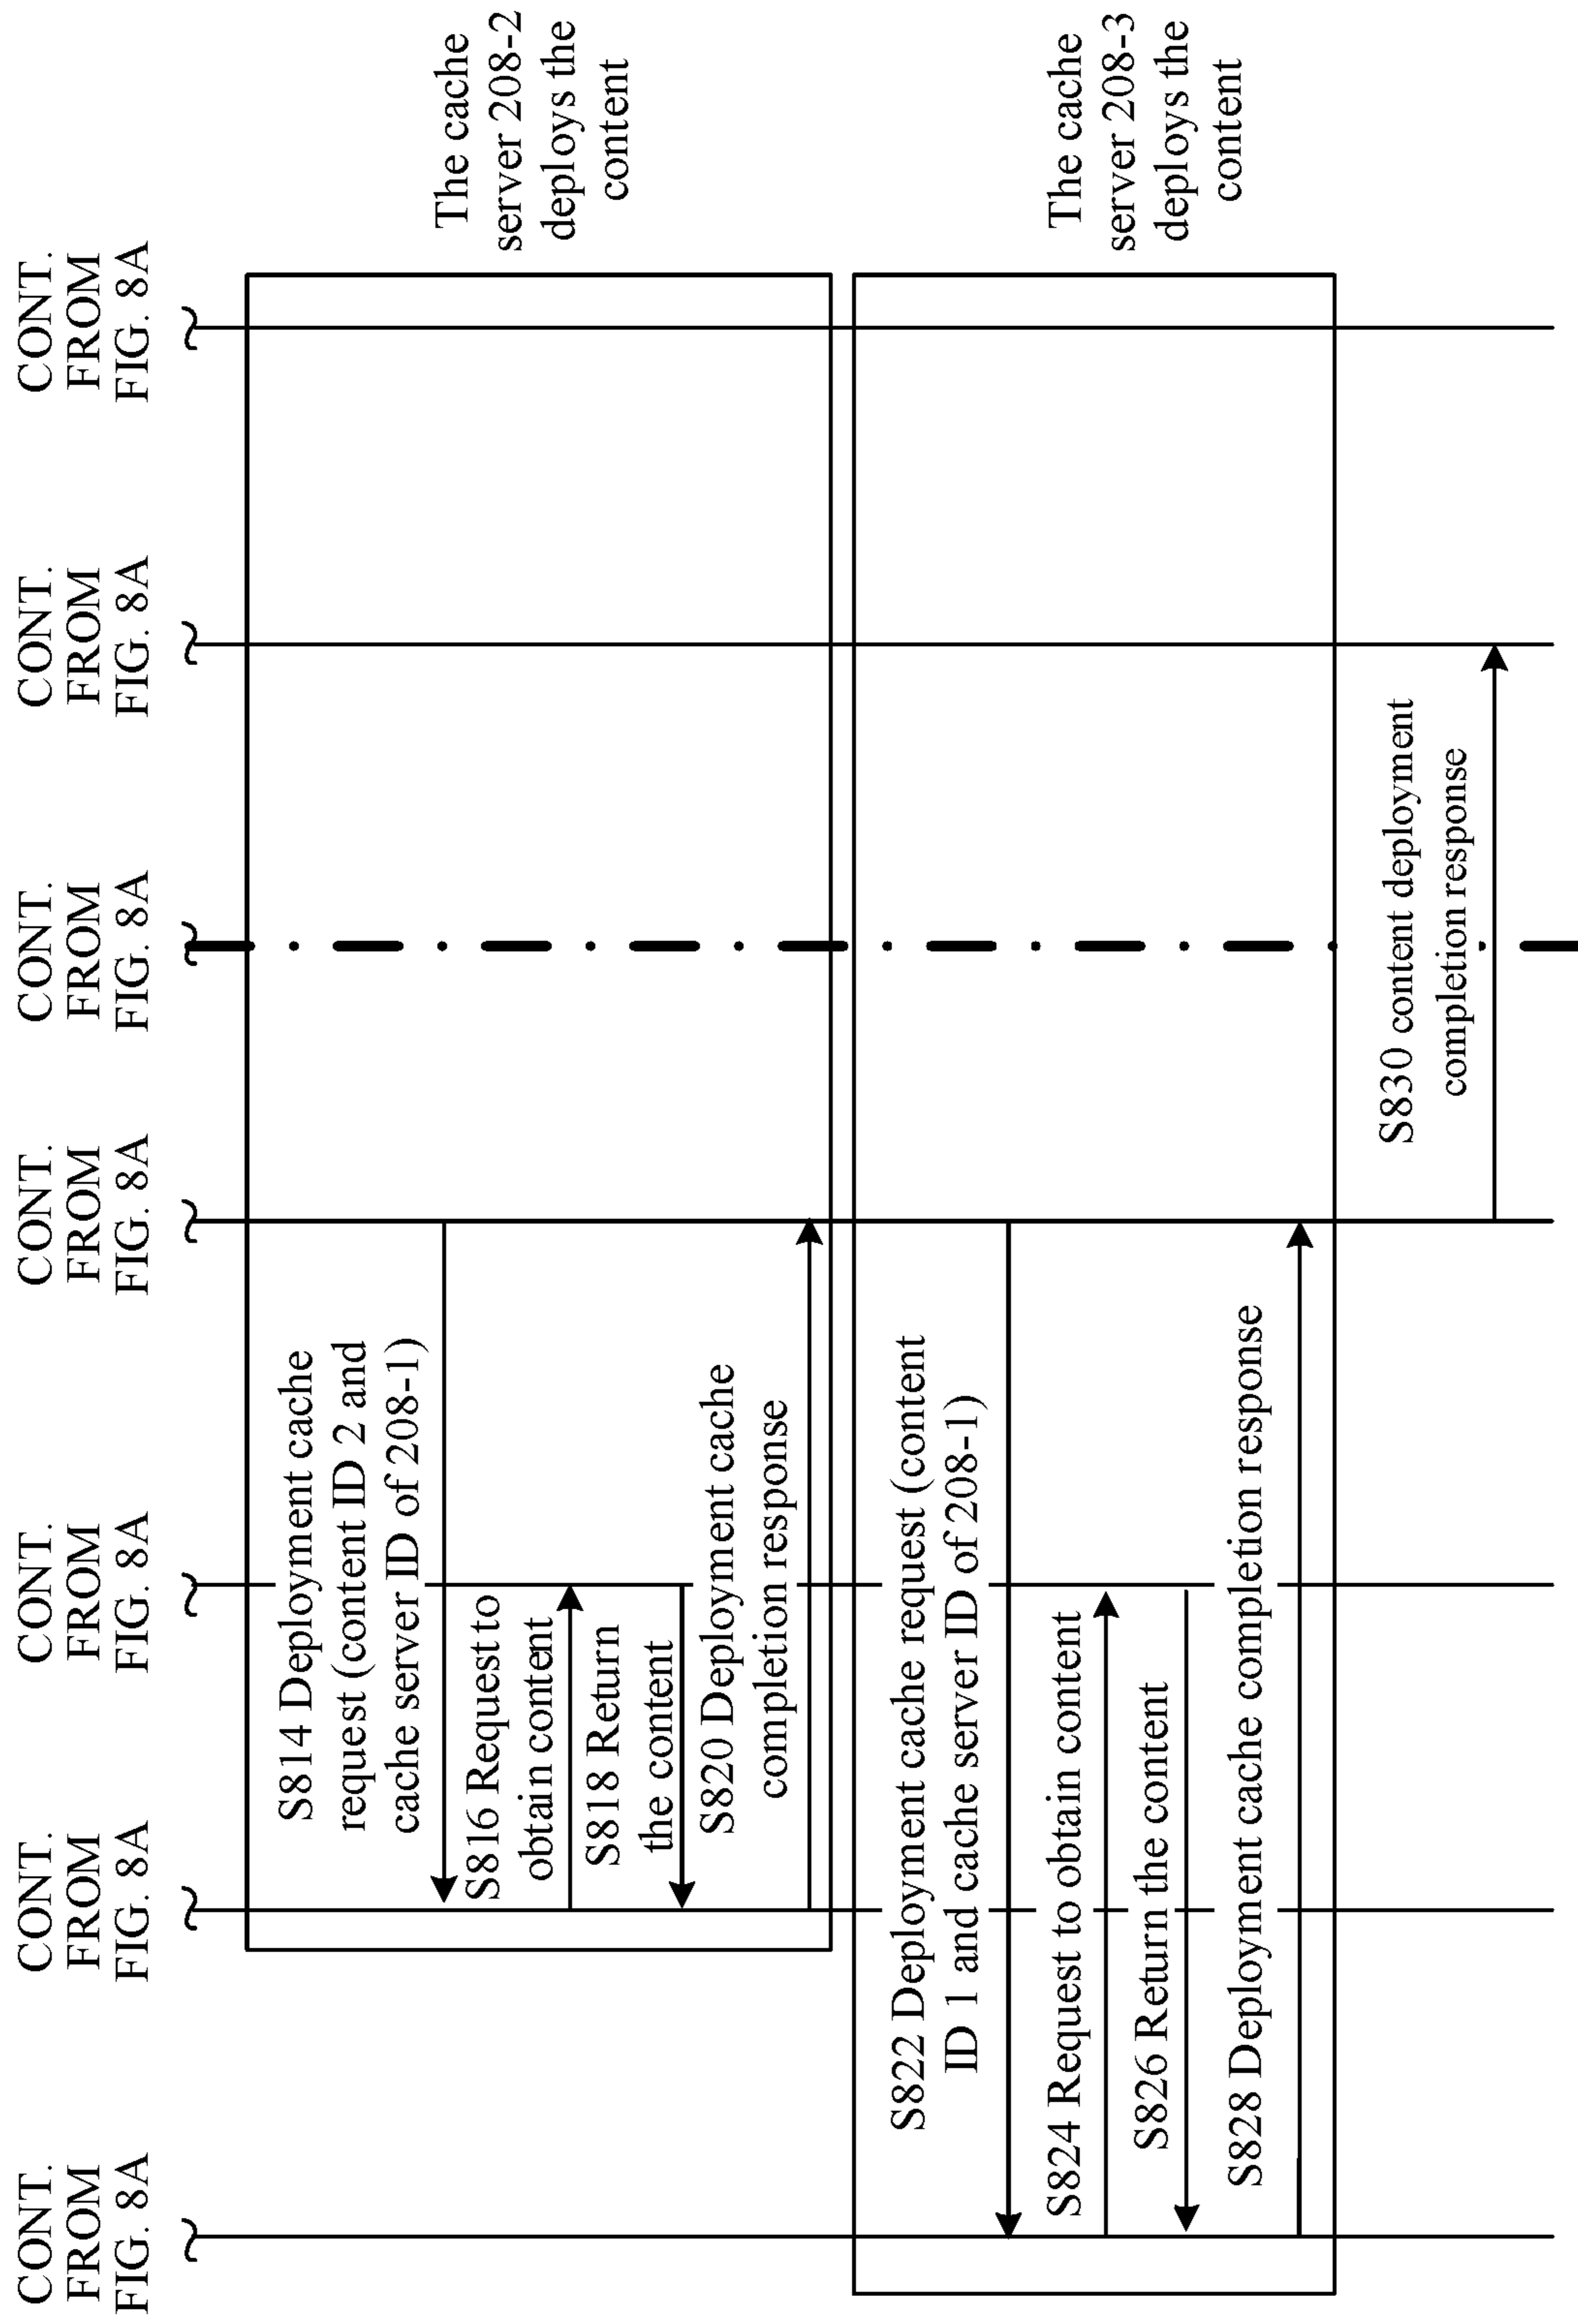 CONT.
FROM
FIG. 8A
CONT.
FROM
FIG. 8A
CONT.
FROM
FIG. 8A
CONT.
FROM
FIG. 8A
CONT.
FROM
FIG. 8A
CONT.
FROM
FIG. 8A
CONT.
FROM
FIG. 8A
S814 Deployment cache
request (content ID 2 and
cache server ID of 208-1)
S816 Request to
obtain content
S818 Return
the content
S820 Deployment cache
completion response
The cache
server 208-2
deploys the
content
S822 Deployment cache request (content
ID 1 and cache server ID of 208-1)
S824 Request to obtain content
S826 Return the content
S828 Deployment cache completion response
The cache
server 208-3
deploys the
content
S830 content deployment
completion response